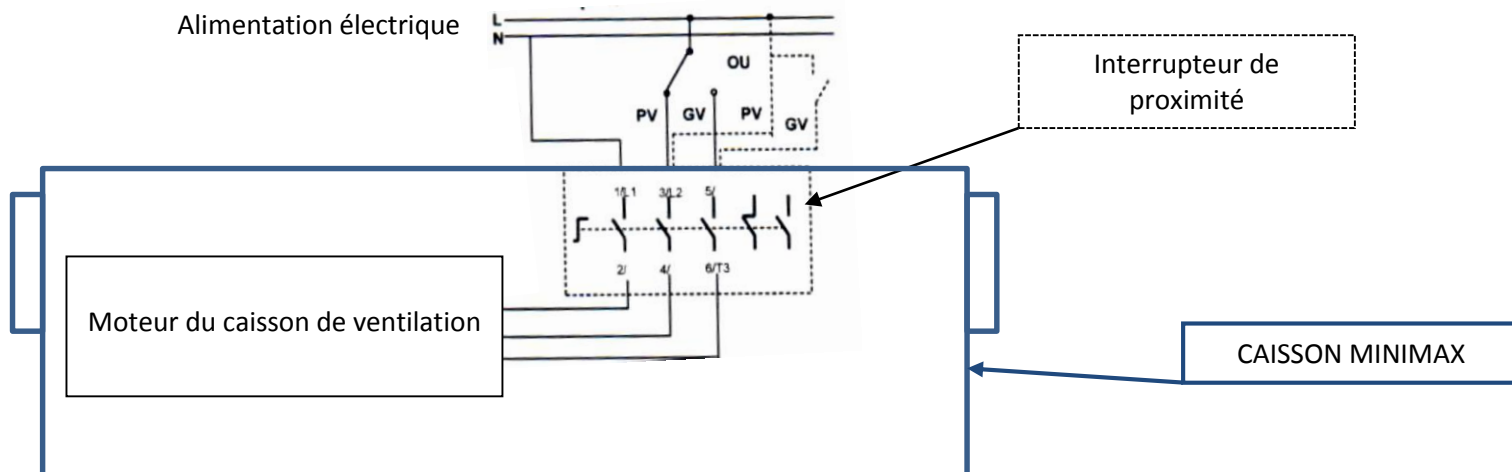 Alimentation électrique
L
N
OU
PV
GV
PV
GV
Interrupteur de
proximité
1/L1
3/L2
5/
2/
4/
6/T3
Moteur du caisson de ventilation
CAISSON MINIMAX